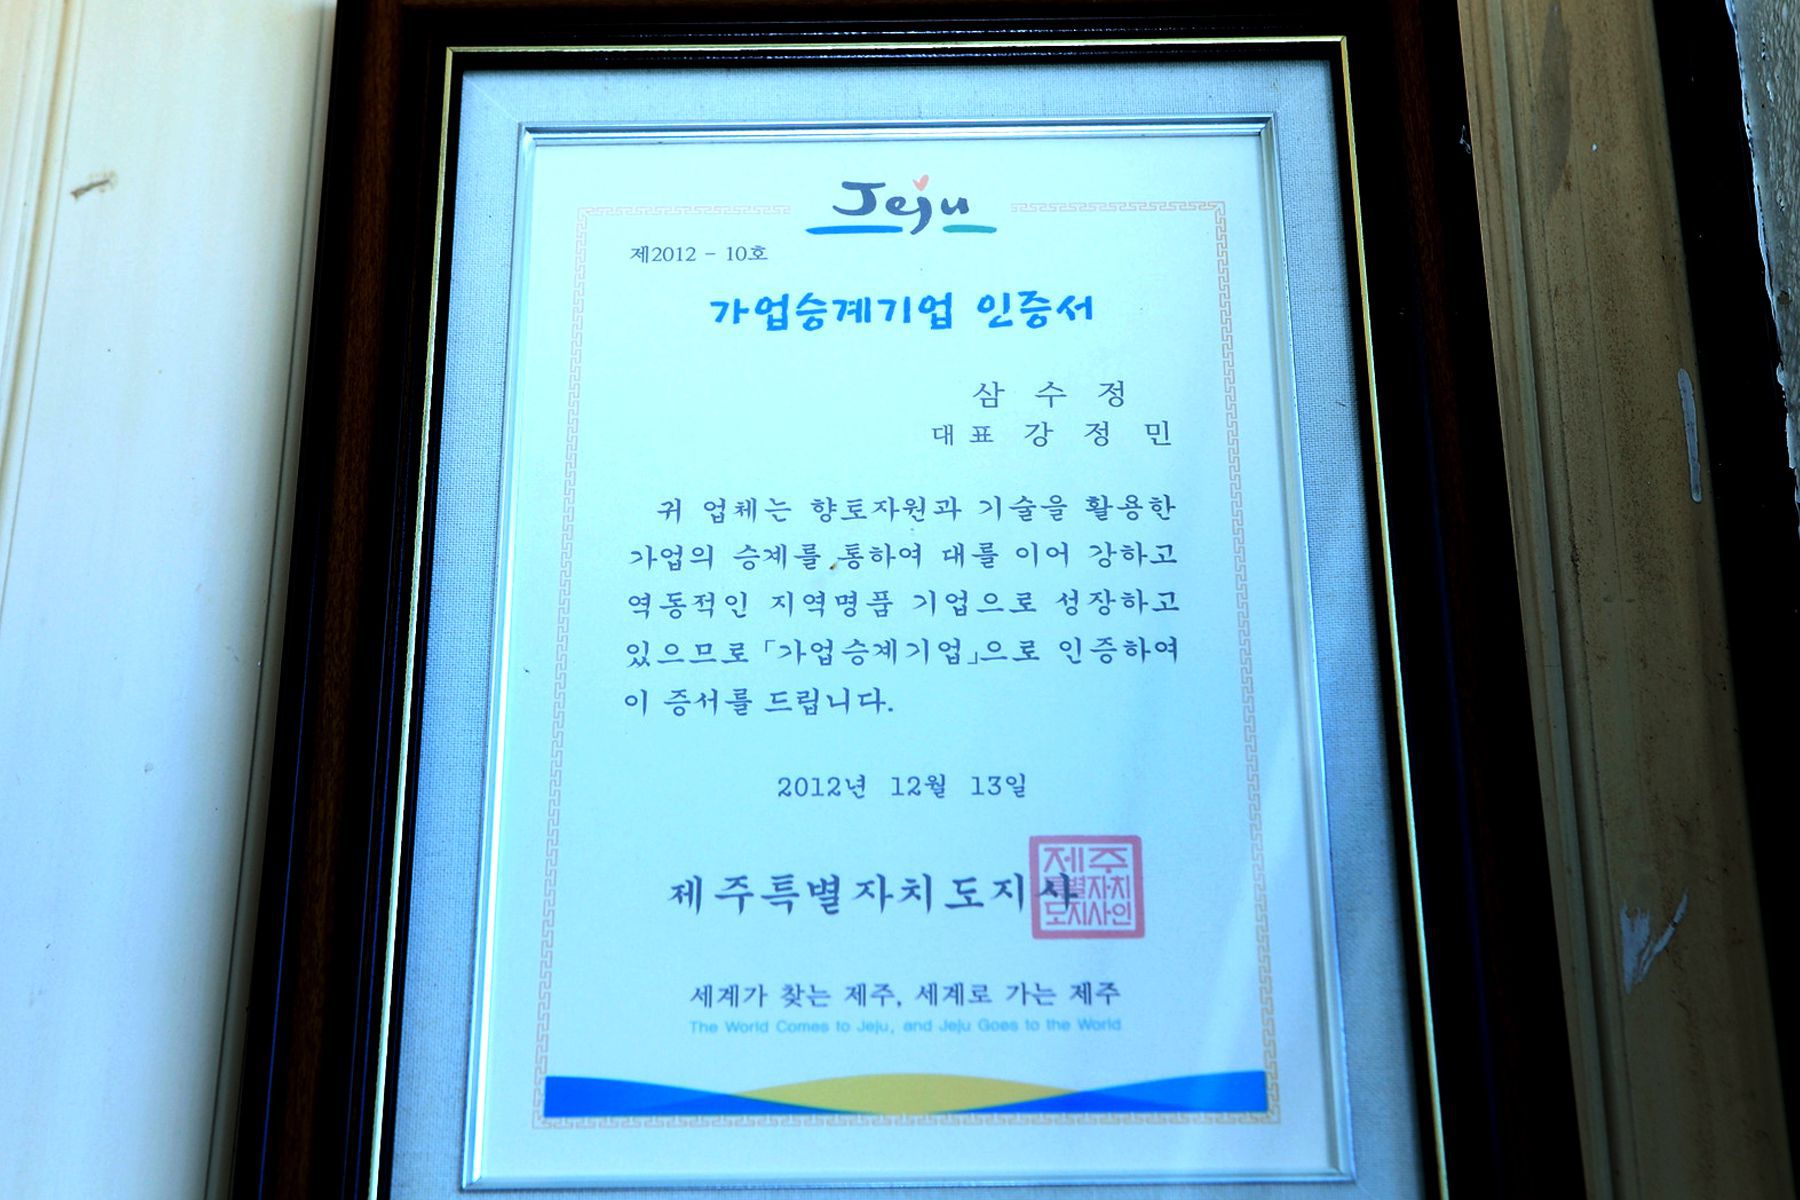 Jeju
제2012 - 10호
가업승계기업 인증서
삼 수 정
대표 강 정 민
귀 업체는 향토자원과 기술을 활용한
가업의 승계를 통하여 대를 이어 강하고
역동적인 지역명품 기업으로 성장하고
있으므로 「가업승계기업」으로 인증하여
이 증서를 드립니다.
2012년 12월 13일
제주특별자치도지사
제주
특별자치
도지사인
세계가 찾는 제주, 세계로 가는 제주
The World Comes to Jeju, and Jeju Goes to the World